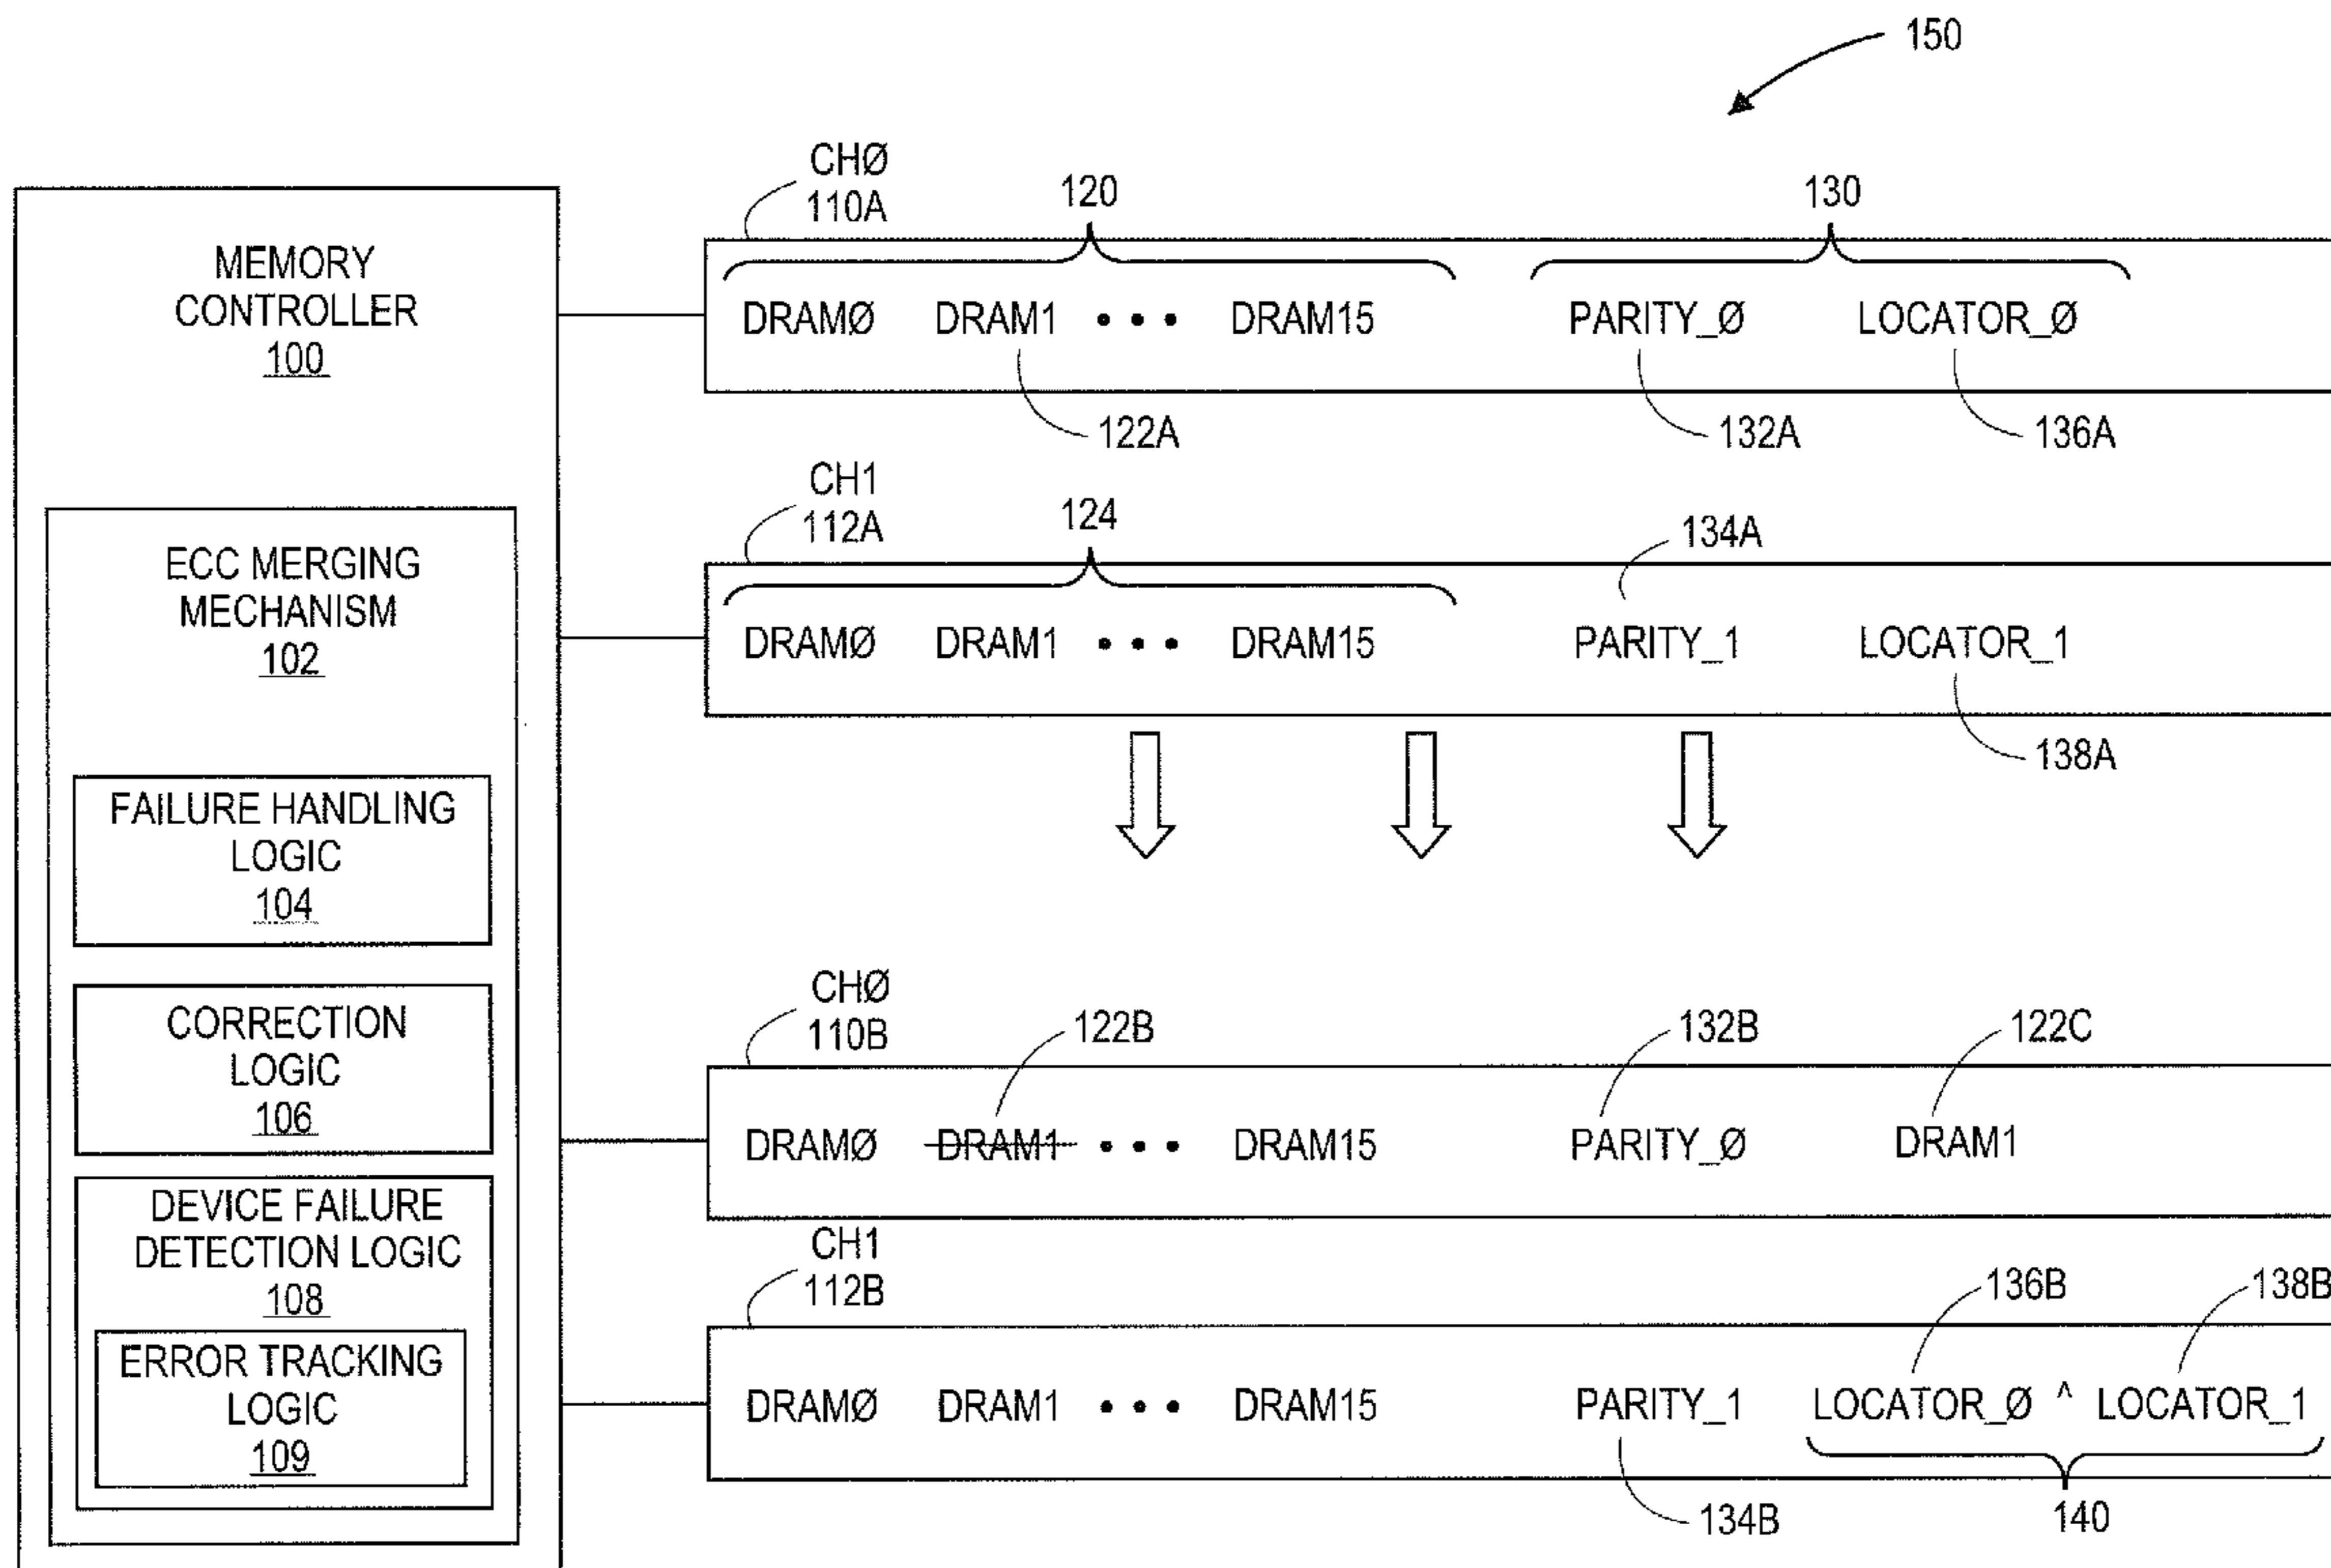 150
MEMORY
CONTROLLER
100
ECC MERGING
MECHANISM
102
FAILURE HANDLING
LOGIC
104
CORRECTION
LOGIC
106
DEVICE FAILURE
DETECTION LOGIC
108
ERROR TRACKING
LOGIC
109
CHØ
110A
120
130
DRAMØ DRAM1 • • • DRAM15 PARITY_Ø LOCATOR_Ø
122A
132A
136A
CH1
112A
124
134A
DRAMØ DRAM1 • • • DRAM15 PARITY_1 LOCATOR_1
138A
CHØ
110B
122B
132B
122C
DRAMØ DRAM1 • • • DRAM15 PARITY_Ø DRAM1
CH1
112B
136B
138B
DRAMØ DRAM1 • • • DRAM15 PARITY_1 LOCATOR_Ø ^ LOCATOR_1
134B
140